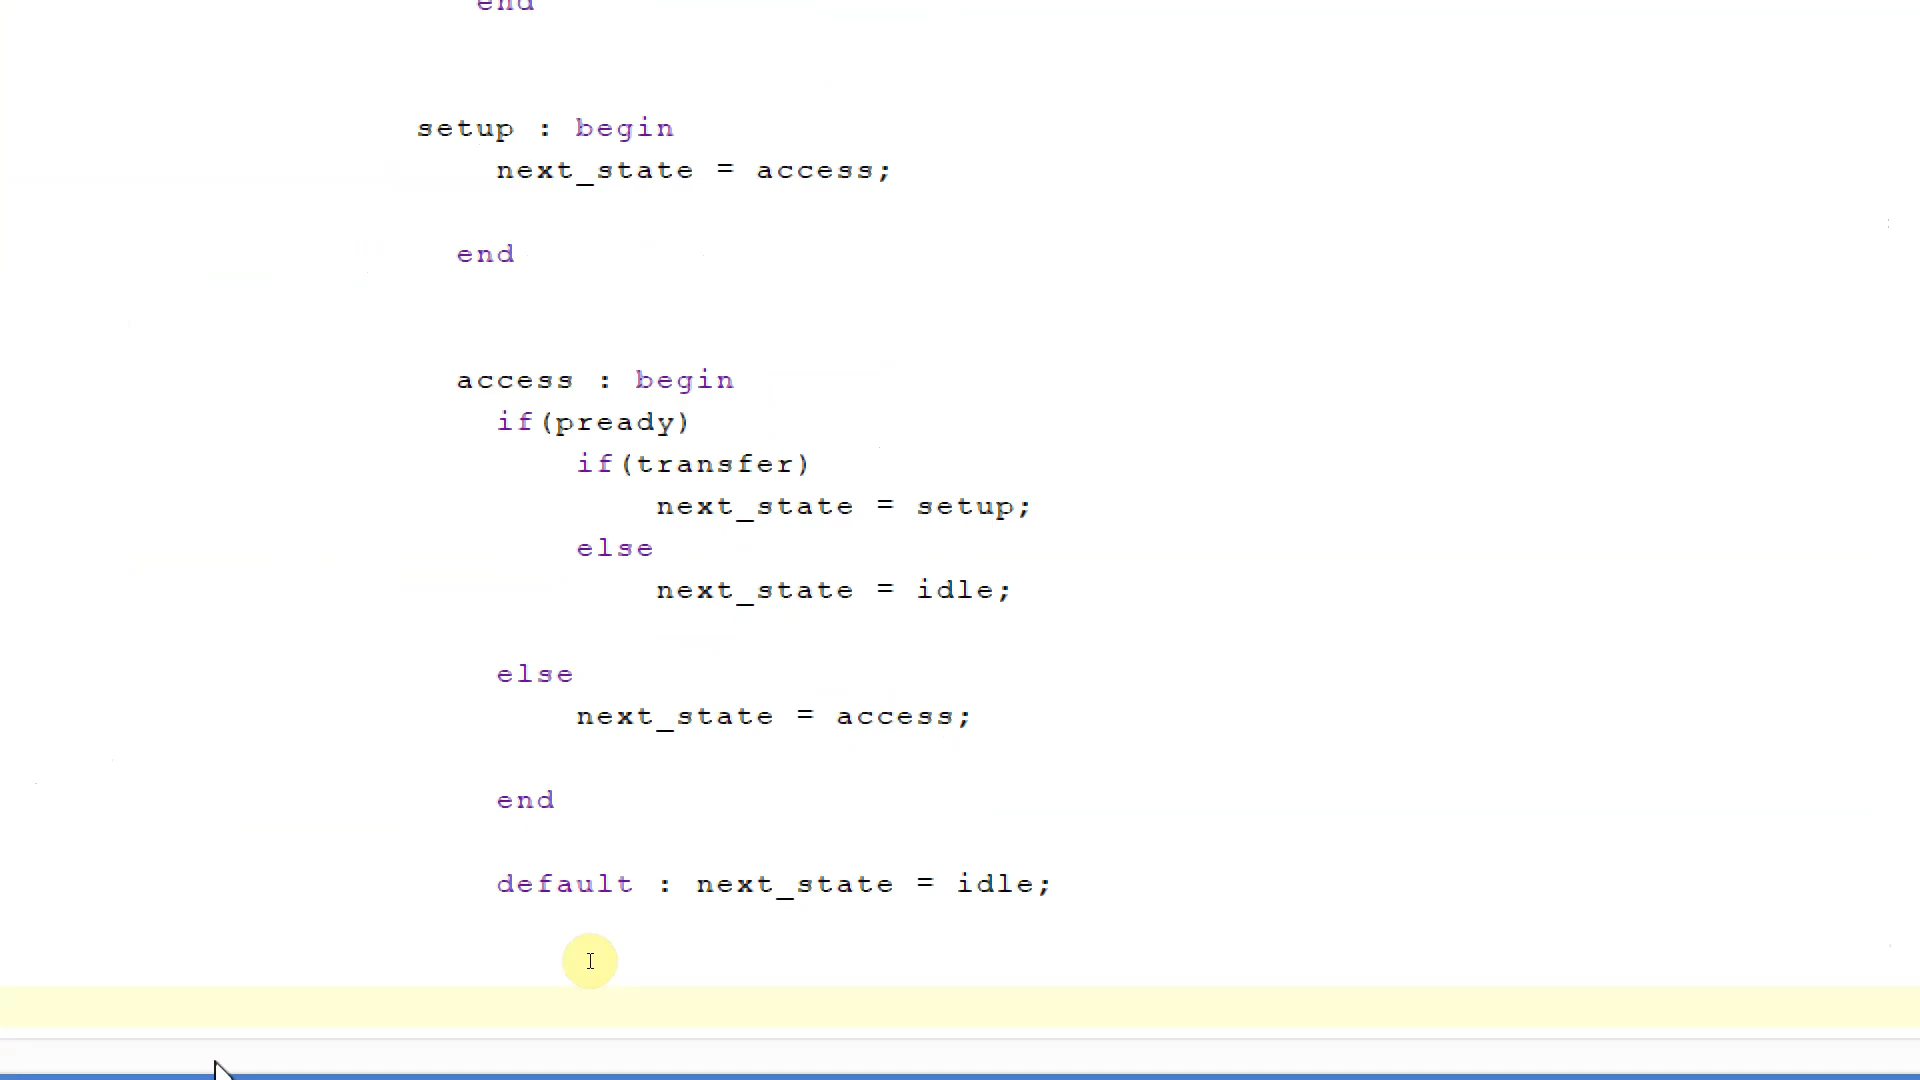 end
setup : begin
next_state = access;
end
access : begin
if(pready)
if(transfer)
next_state = setup;
else
next_state = idle;
else
next_state = access;
end
default : next_state = idle;